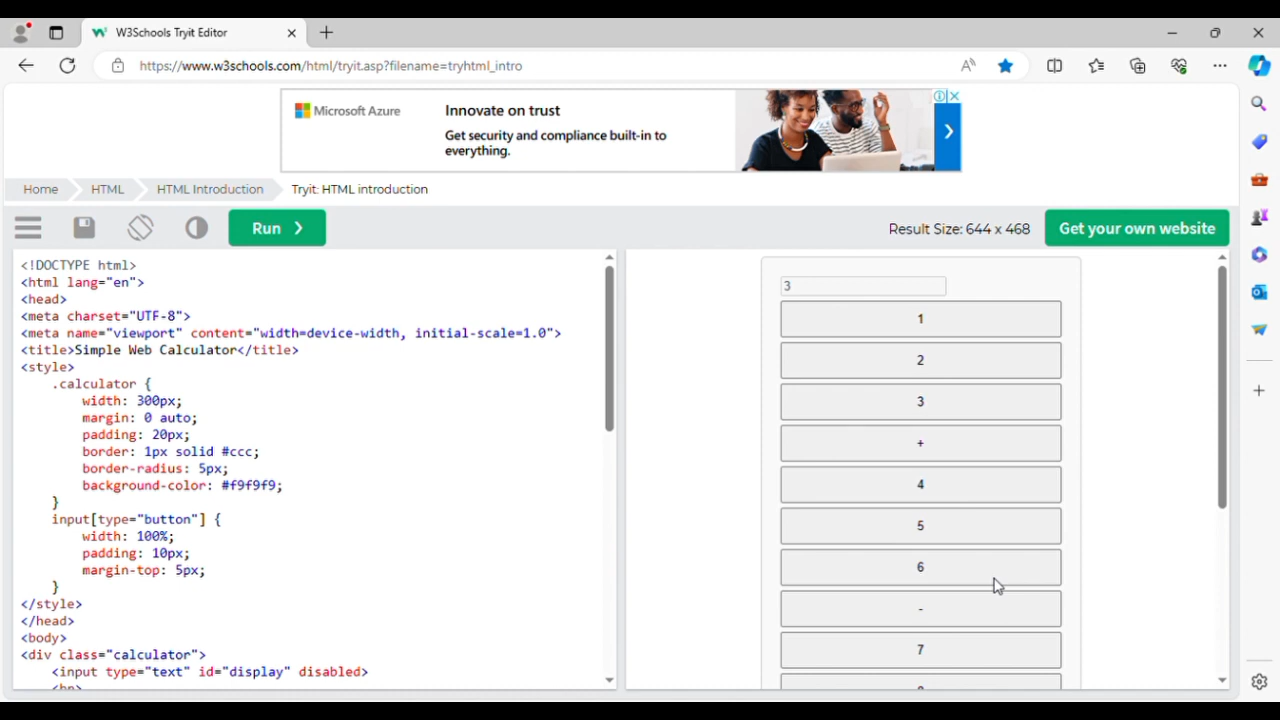 W3Schools Tryit Editor
https://www.w3schools.com/html/tryit.asp?filename=tryhtml_intro
Microsoft Azure
Innovate on trust
Get security and compliance built-in to
everything.
Home
HTML
HTML Introduction
Tryit: HTML introduction
Run ❯
Result Size: 644 x 468
Get your own website
<!DOCTYPE html>
<html lang="en">
<head>
<meta charset="UTF-8">
<meta name="viewport" content="width=device-width, initial-scale=1.0">
<title>Simple Web Calculator</title>
<style>
    .calculator {
        width: 300px;
        margin: 0 auto;
        padding: 20px;
        border: 1px solid #ccc;
        border-radius: 5px;
        background-color: #f9f9f9;
    }
    input[type="button"] {
        width: 100%;
        padding: 10px;
        margin-top: 5px;
    }
</style>
</head>
<body>
<div class="calculator">
    <input type="text" id="display" disabled>
3
1
2
3
+
4
5
6
-
7